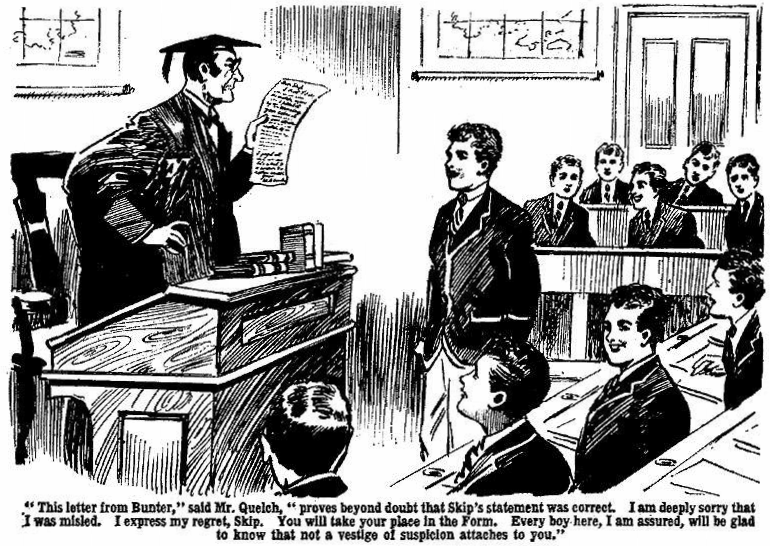 " This letter from Bunter," said Mr. Quelch, " proves beyond doubt that Skip's statement was correct. I am deeply sorry that
I was misled. I express my regret, Skip. You will take your place in the Form. Every boy here, I am assured, will be glad
to know that not a vestige of suspicion attaches to you."